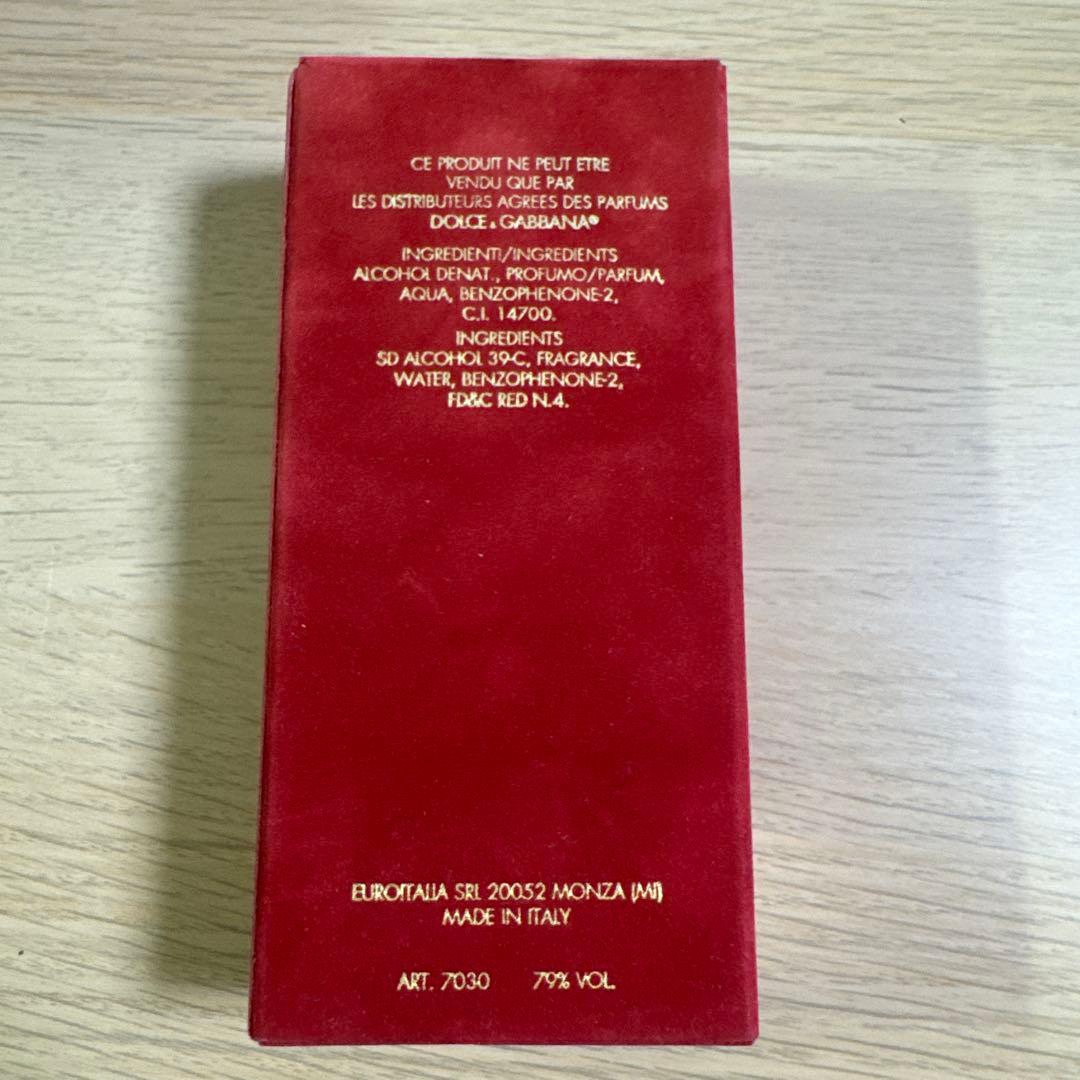 CE PRODUIT NE PEUT ETRE
VENDU QUE PAR
LES DISTRIBUTEURS AGREES DES PARFUMS
DOLCE & GABBANA®
INGREDIENTI/INGREDIENTS
ALCOHOL DENAT., PROFUMO/PARFUM,
AQUA, BENZOPHENONE-2,
C.I. 14700.
INGREDIENTS
SD ALCOHOL 39-C, FRAGRANCE,
WATER, BENZOPHENONE-2,
FD&C RED N.4.
EUROITALIA SRL 20052 MONZA (MI)
MADE IN ITALY
ART. 7030 79% VOL.